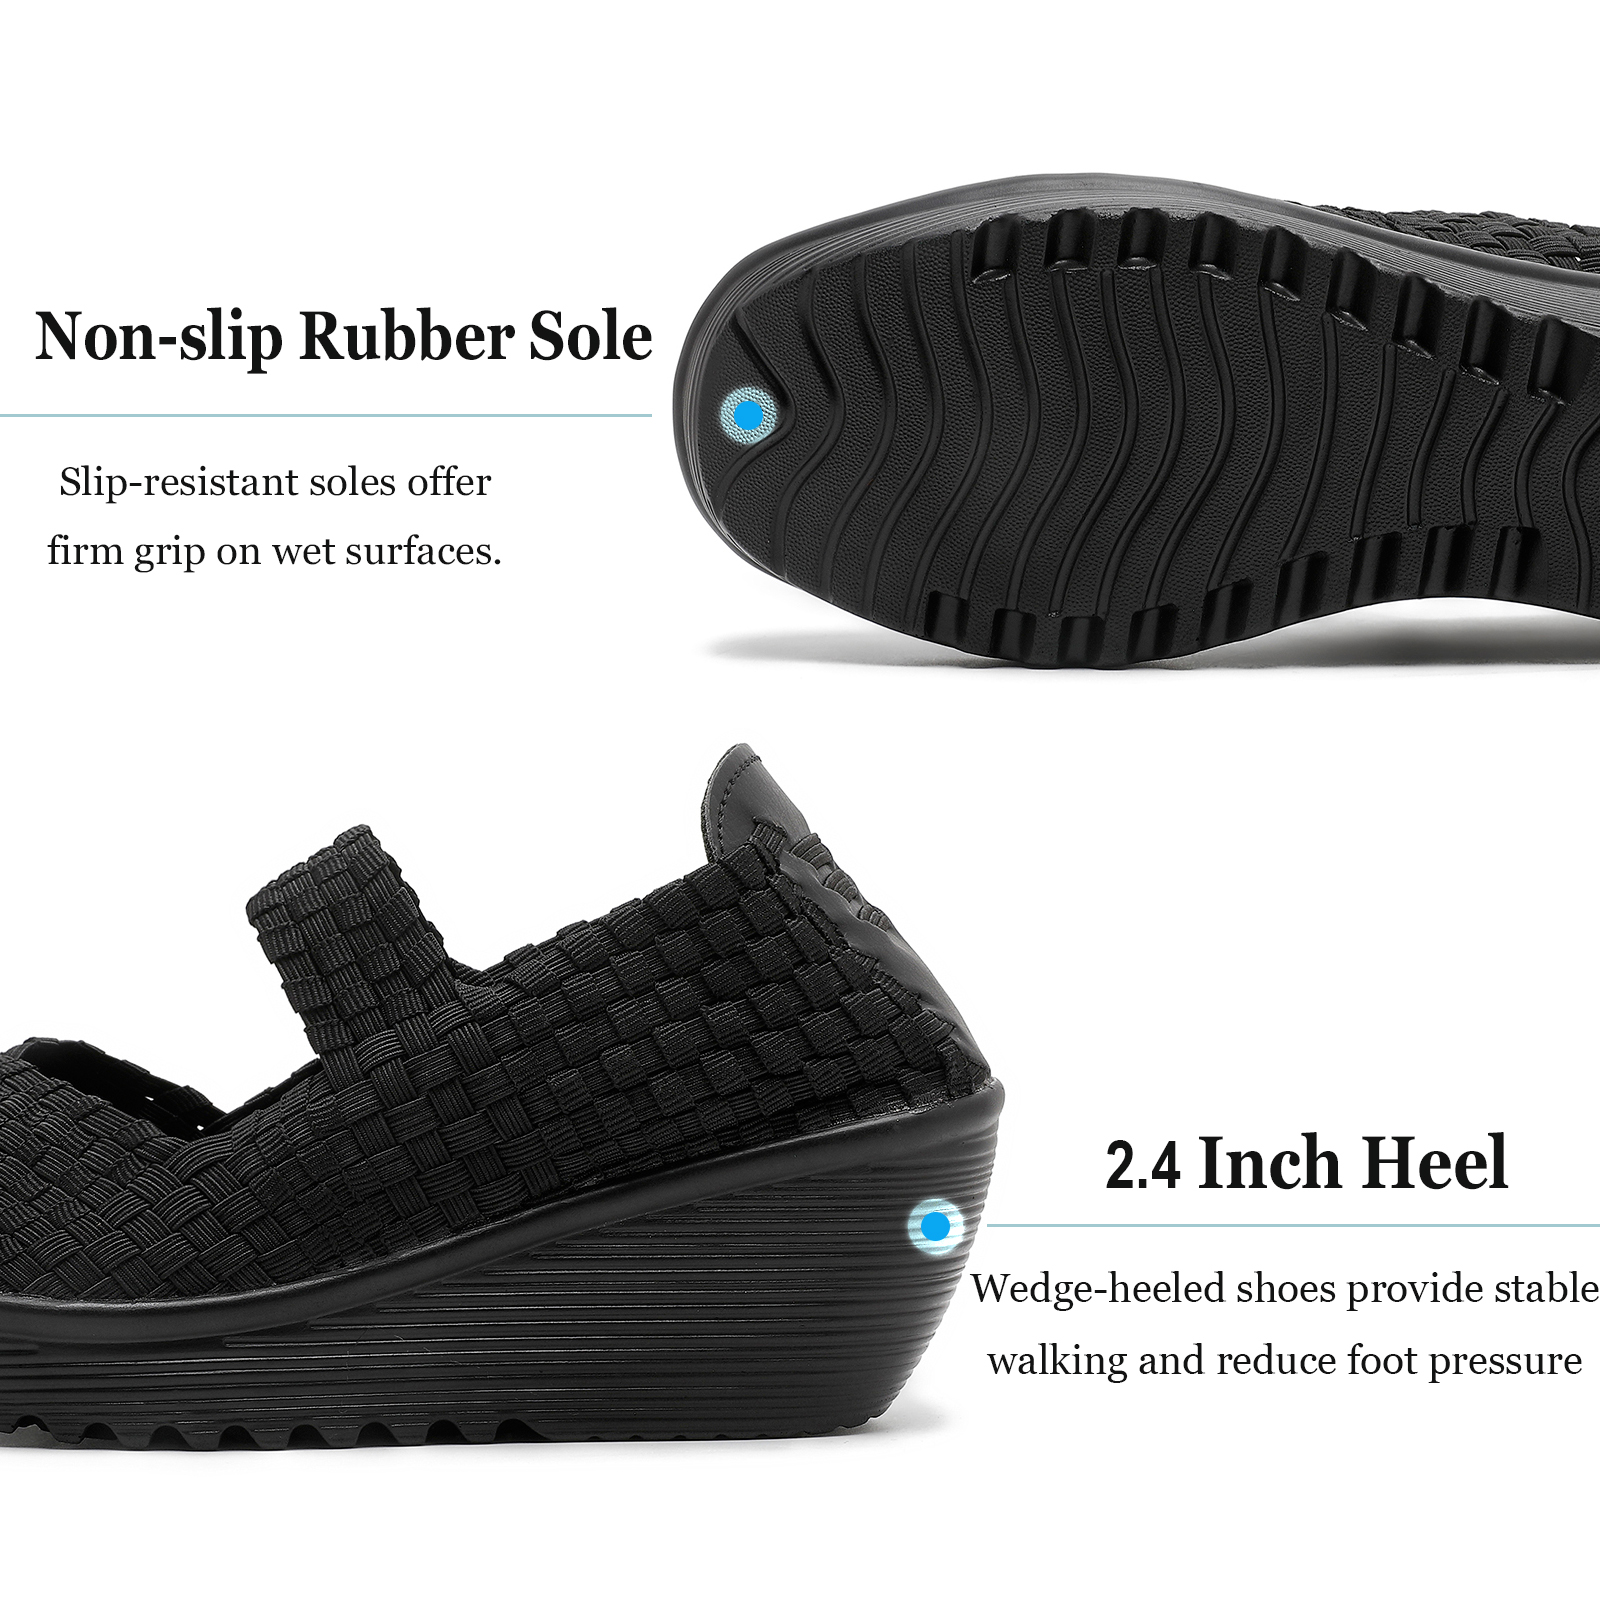 Non-slip Rubber Sole
Slip-resistant soles offer
firm grip on wet surfaces.
2.4 Inch Heel
Wedge-heeled shoes provide stable
walking and reduce foot pressure